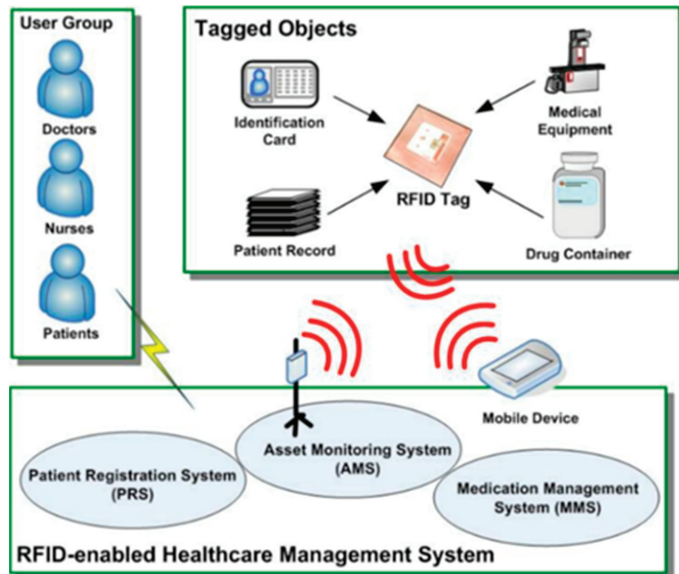 User Group
Doctors
Nurses
Patients
Tagged Objects
Identification
Card
Medical
Equipment
RFID Tag
Patient Record
Drug Container
Mobile Device
Patient Registration System
(PRS)
Asset Monitoring System
(AMS)
Medication Management
System (MMS)
RFID-enabled Healthcare Management System